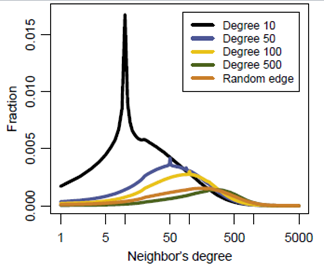 Degree 10
Degree 50
Degree 100
Degree 500
Random edge
Fraction
0.015
0.010
0.005
0.000
1 5 50 500 5000
Neighbor's degree